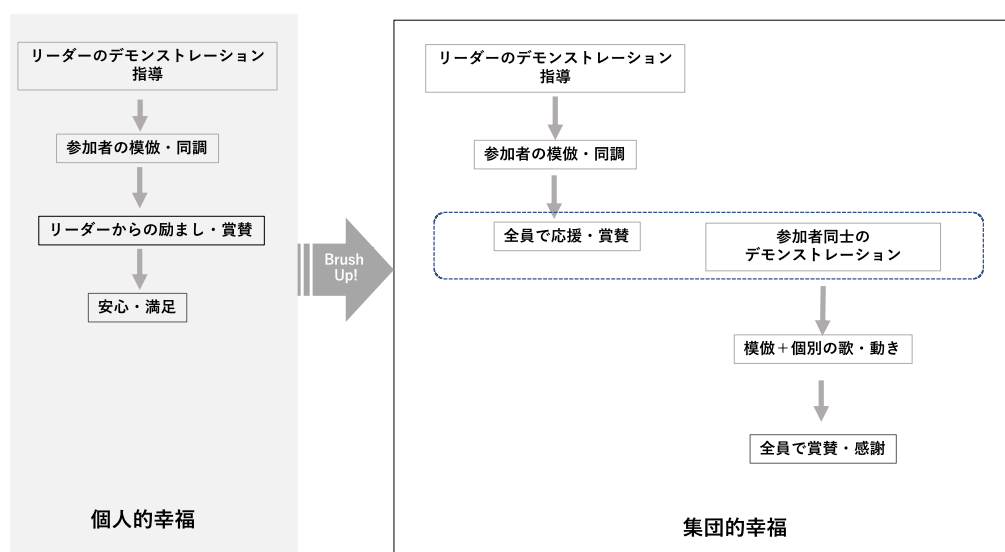 リーダーのデモンストレーション
指導
参加者の模倣・同調
リーダーからの励まし・賞賛
安心・満足
個人的幸福
Brush
Up!
リーダーのデモンストレーション
指導
参加者の模倣・同調
全員で応援・賞賛
参加者同士の
デモンストレーション
模倣＋個別の歌・動き
全員で賞賛・感謝
集団的幸福